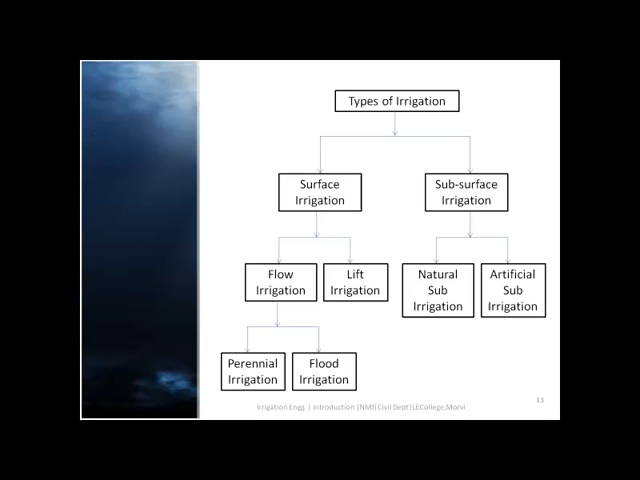 Types of Irrigation
Surface
Irrigation
Sub-surface
Irrigation
Flow
Irrigation
Lift
Irrigation
Natural
Sub
Irrigation
Artificial
Sub
Irrigation
Perennial
Irrigation
Flood
Irrigation
13
Irrigation Engg. | Introduction |NMJ|Civil Dept|LECollege,Morvi